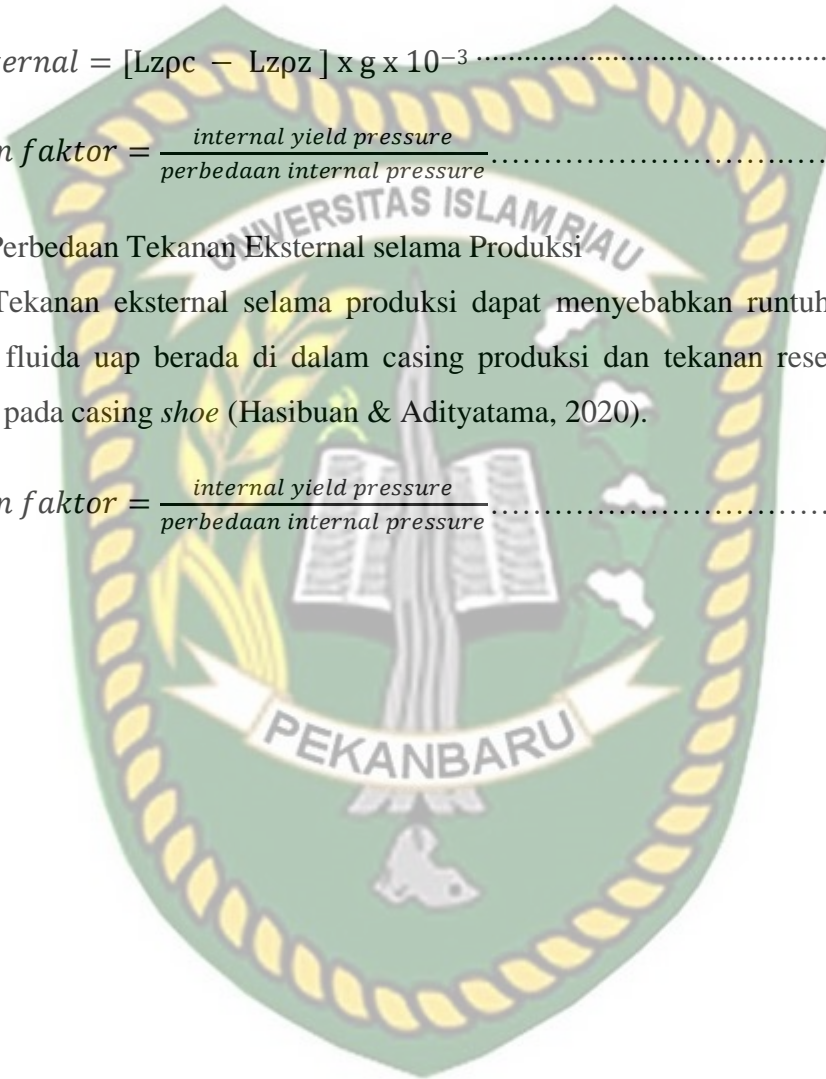 ernal = [Lzρc − Lzρz ] x g x 10⁻³ ................................................
n faktor = internal yield pressure / perbedaan internal pressure ................................
UNIVERSITAS ISLAM RIAU
Perbedaan Tekanan Eksternal selama Produksi
Tekanan eksternal selama produksi dapat menyebabkan runtuh
fluida uap berada di dalam casing produksi dan tekanan rese
pada casing shoe (Hasibuan & Adityatama, 2020).
n faktor = internal yield pressure / perbedaan internal pressure ................................
PEKANBARU